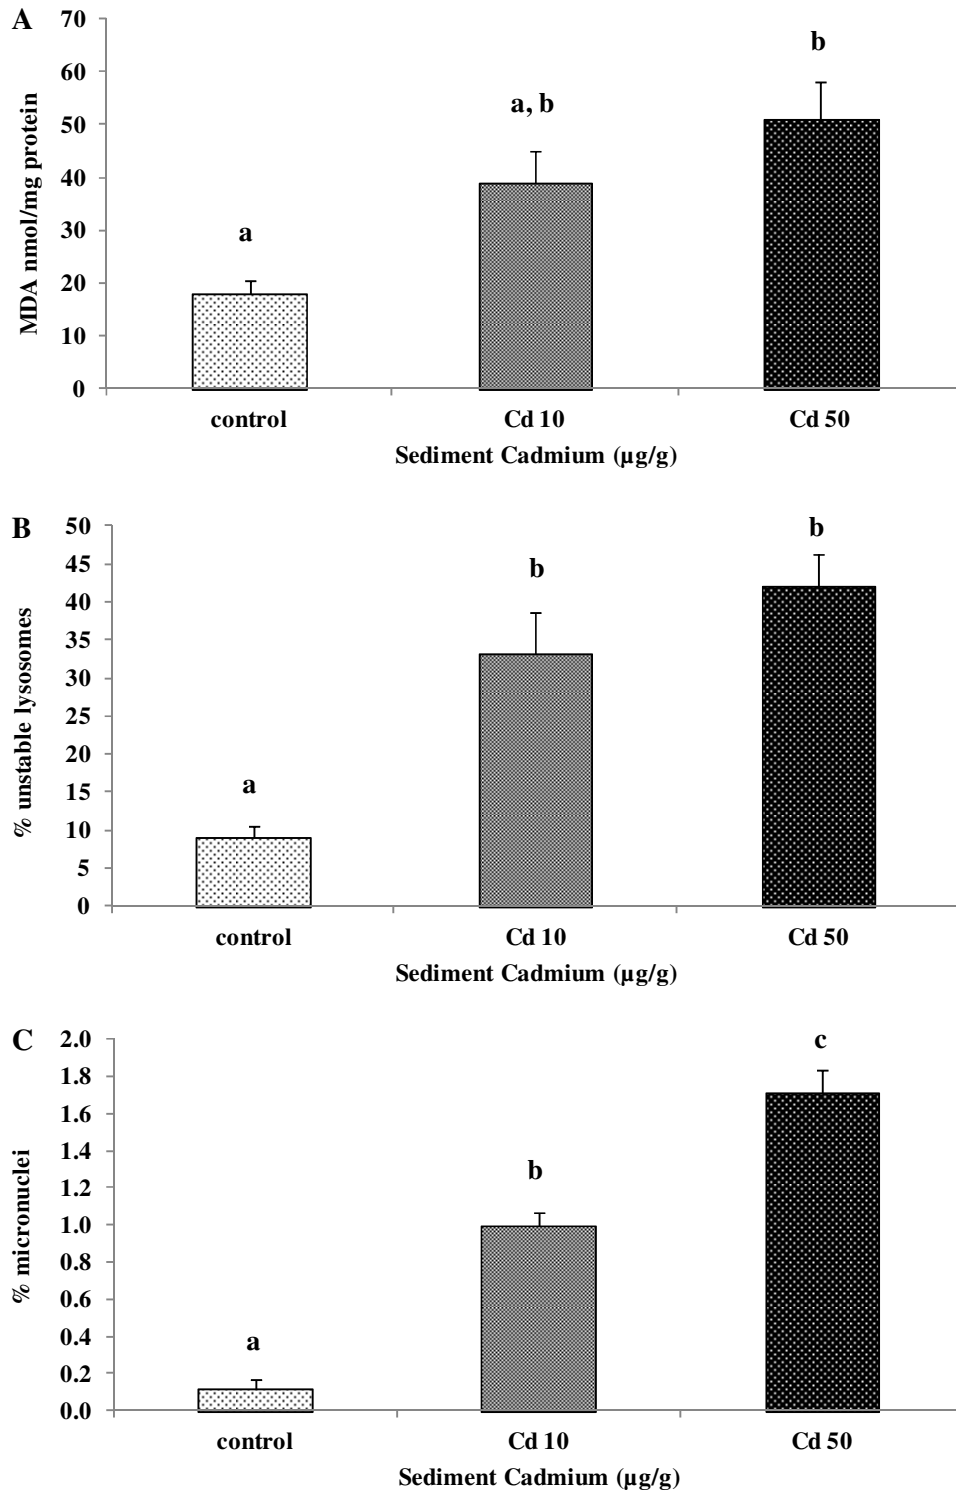 A
MDA nmol/mg protein
70
60
50
40
30
20
10
0
a
a, b
b
control
Cd 10
Cd 50
Sediment Cadmium (µg/g)
B
% unstable lysosomes
50
45
40
35
30
25
20
15
10
5
0
a
b
b
control
Cd 10
Cd 50
Sediment Cadmium (µg/g)
C
% micronuclei
2.0
1.8
1.6
1.4
1.2
1.0
0.8
0.6
0.4
0.2
0.0
a
b
c
control
Cd 10
Cd 50
Sediment Cadmium (µg/g)